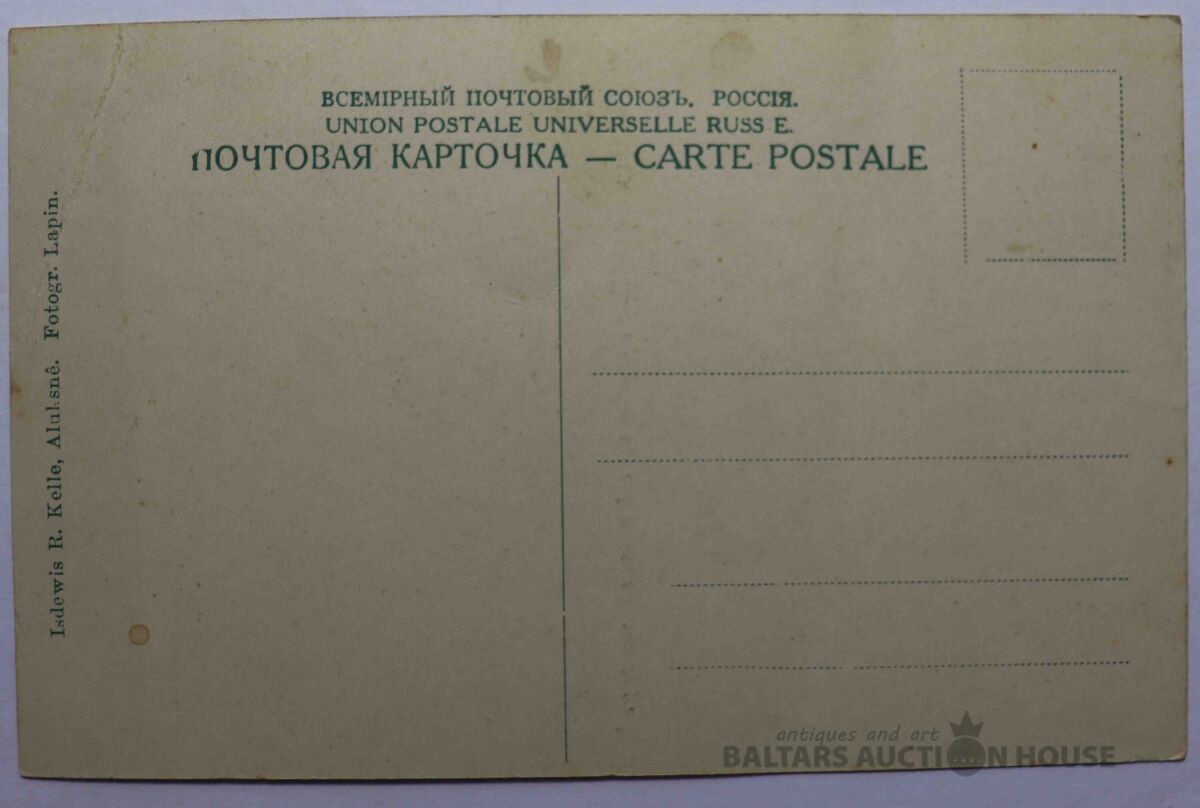 ВСЕМІРНЫЙ ПОЧТОВЫЙ СОЮЗЪ. РОССІЯ.
UNION POSTALE UNIVERSELLE RUSS E.
ПОЧТОВАЯ КАРТОЧКА — CARTE POSTALE
Isdewis R. Kelle, Aluksnê. Fotogr. Lapin.
antiques and art
BALTARS AUCTION HOUSE